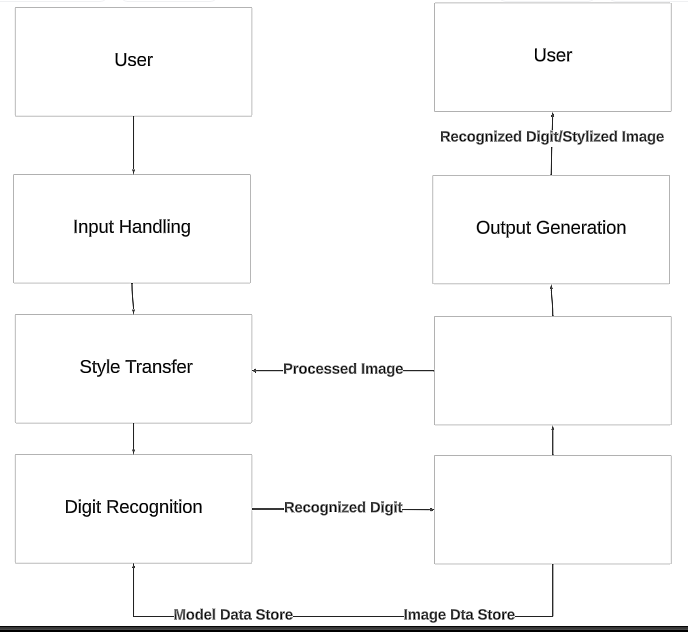 User
User
Recognized Digit/Stylized Image
Input Handling
Output Generation
Style Transfer
Processed Image
Digit Recognition
Recognized Digit
Model Data Store
Image Dta Store